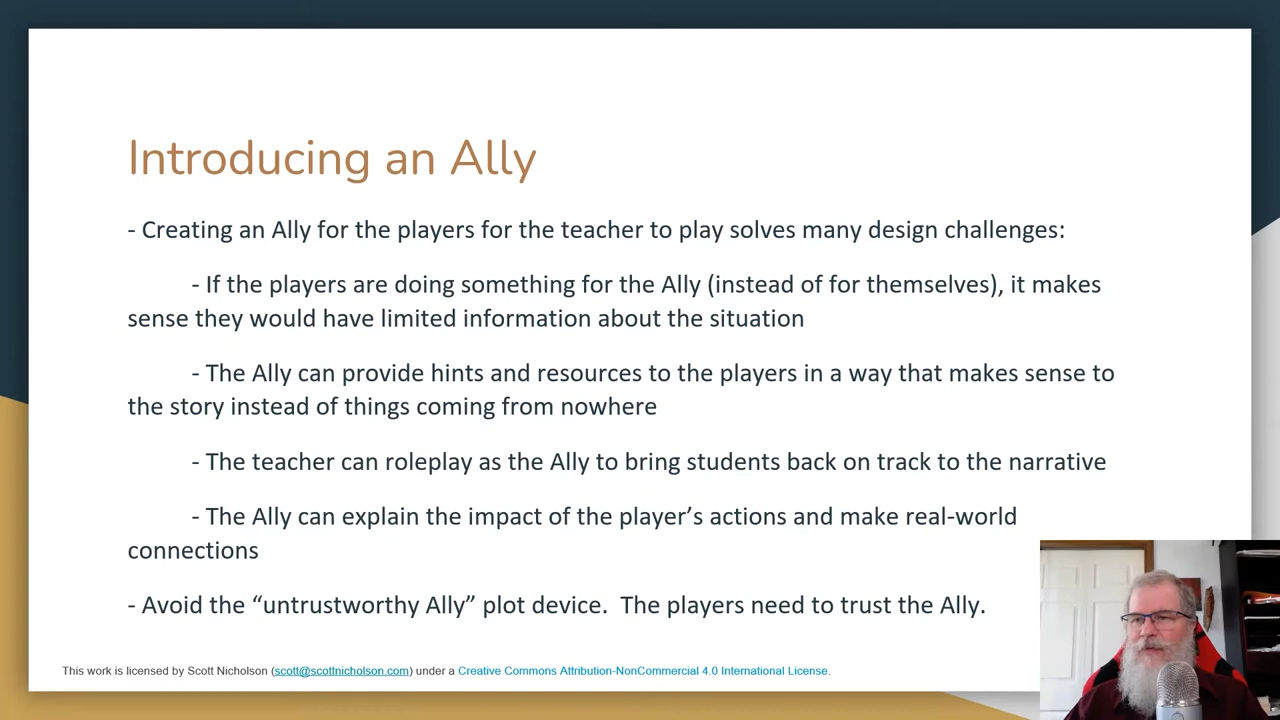 Introducing an Ally
- Creating an Ally for the players for the teacher to play solves many design challenges:
- If the players are doing something for the Ally (instead of for themselves), it makes
sense they would have limited information about the situation
- The Ally can provide hints and resources to the players in a way that makes sense to
the story instead of things coming from nowhere
- The teacher can roleplay as the Ally to bring students back on track to the narrative
- The Ally can explain the impact of the player’s actions and make real-world
connections
- Avoid the “untrustworthy Ally” plot device.  The players need to trust the Ally.
This work is licensed by Scott Nicholson (scott@scottnicholson.com) under a Creative Commons Attribution-NonCommercial 4.0 International License.